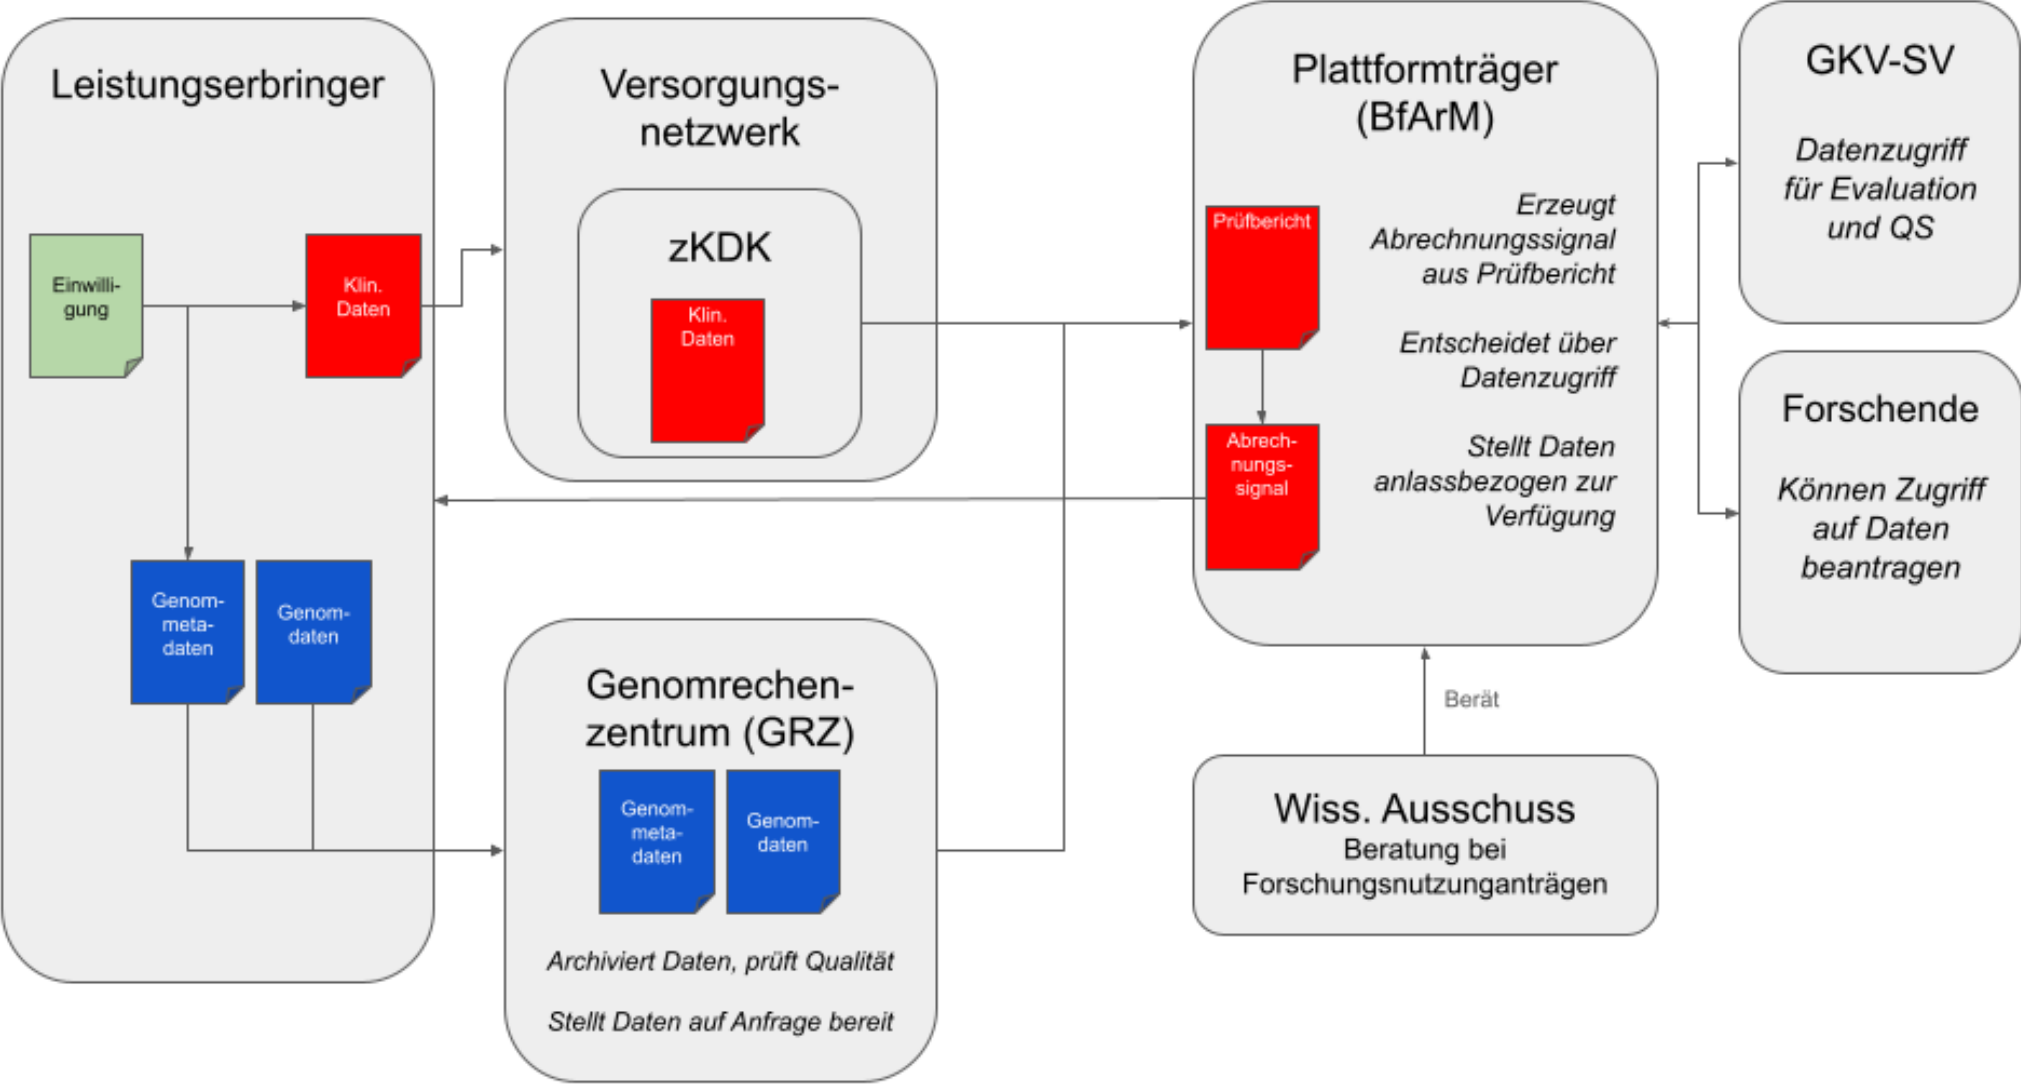 Leistungserbringer
Einwilli-
gung
Klin.
Daten
Genom-
meta-
daten
Genom-
daten
Versorgungs-
netzwerk
zKDK
Klin.
Daten
Genomrechen-
zentrum (GRZ)
Genom-
meta-
daten
Genom-
daten
Archiviert Daten, prüft Qualität
Stellt Daten auf Anfrage bereit
Plattformträger
(BfArM)
Prüfbericht
Abrech-
nungs-
signal
Erzeugt
Abrechnungssignal
aus Prüfbericht
Entscheidet über
Datenzugriff
Stellt Daten
anlassbezogen zur
Verfügung
Berät
Wiss. Ausschuss
Beratung bei
Forschungsnutzunganträgen
GKV-SV
Datenzugriff
für Evaluation
und QS
Forschende
Können Zugriff
auf Daten
beantragen